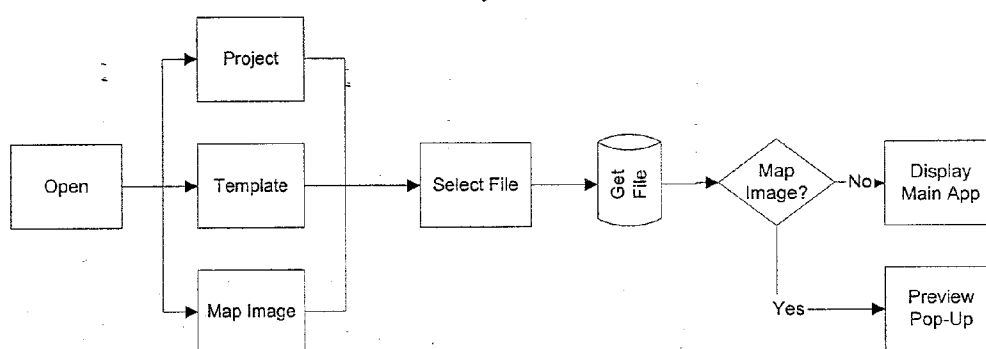 Project
Open
Template
Select File
Get
File
Map
Image?
No
Display
Main App
Map Image
Yes
Preview
Pop-Up